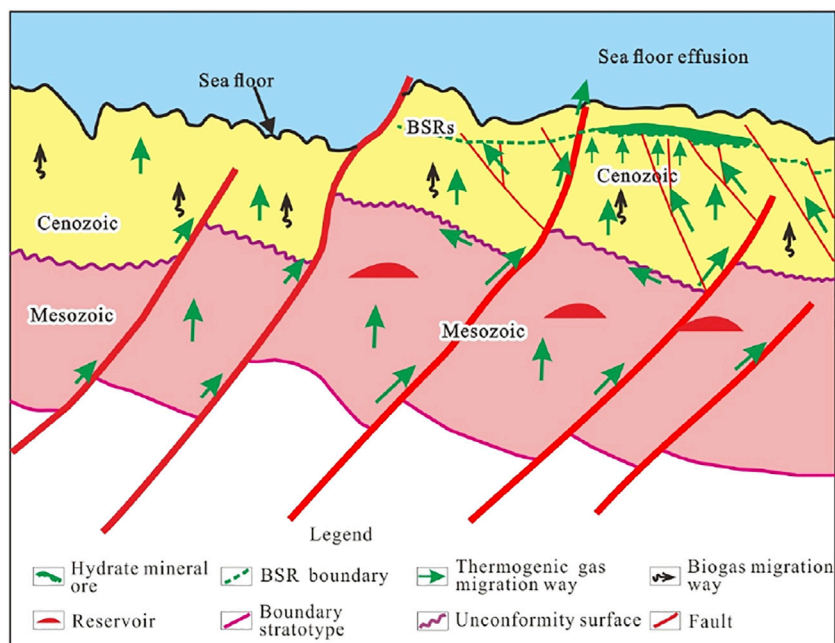 Sea floor effusion
Sea floor
BSRs
Cenozoic
Cenozoic
Mesozoic
Mesozoic
Legend
Hydrate mineral
ore
BSR boundary
Thermogenic gas
migration way
Biogas migration
way
Reservoir
Boundary
stratotype
Unconformity surface
Fault